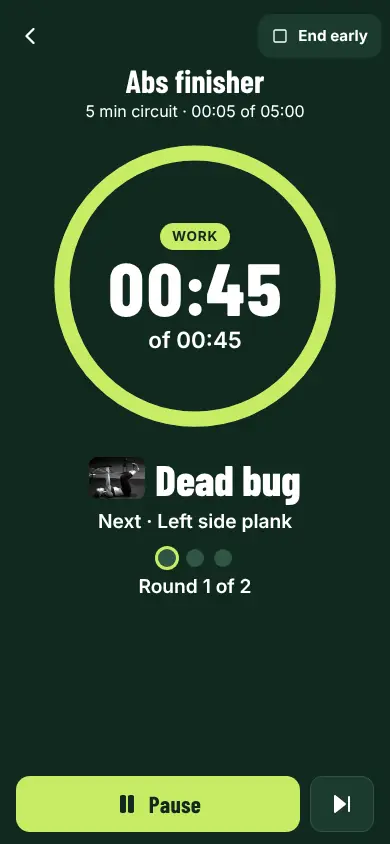 End early
Abs finisher
5 min circuit · 00:05 of 05:00
WORK
00:45
of 00:45
Dead bug
Next · Left side plank
Round 1 of 2
Pause